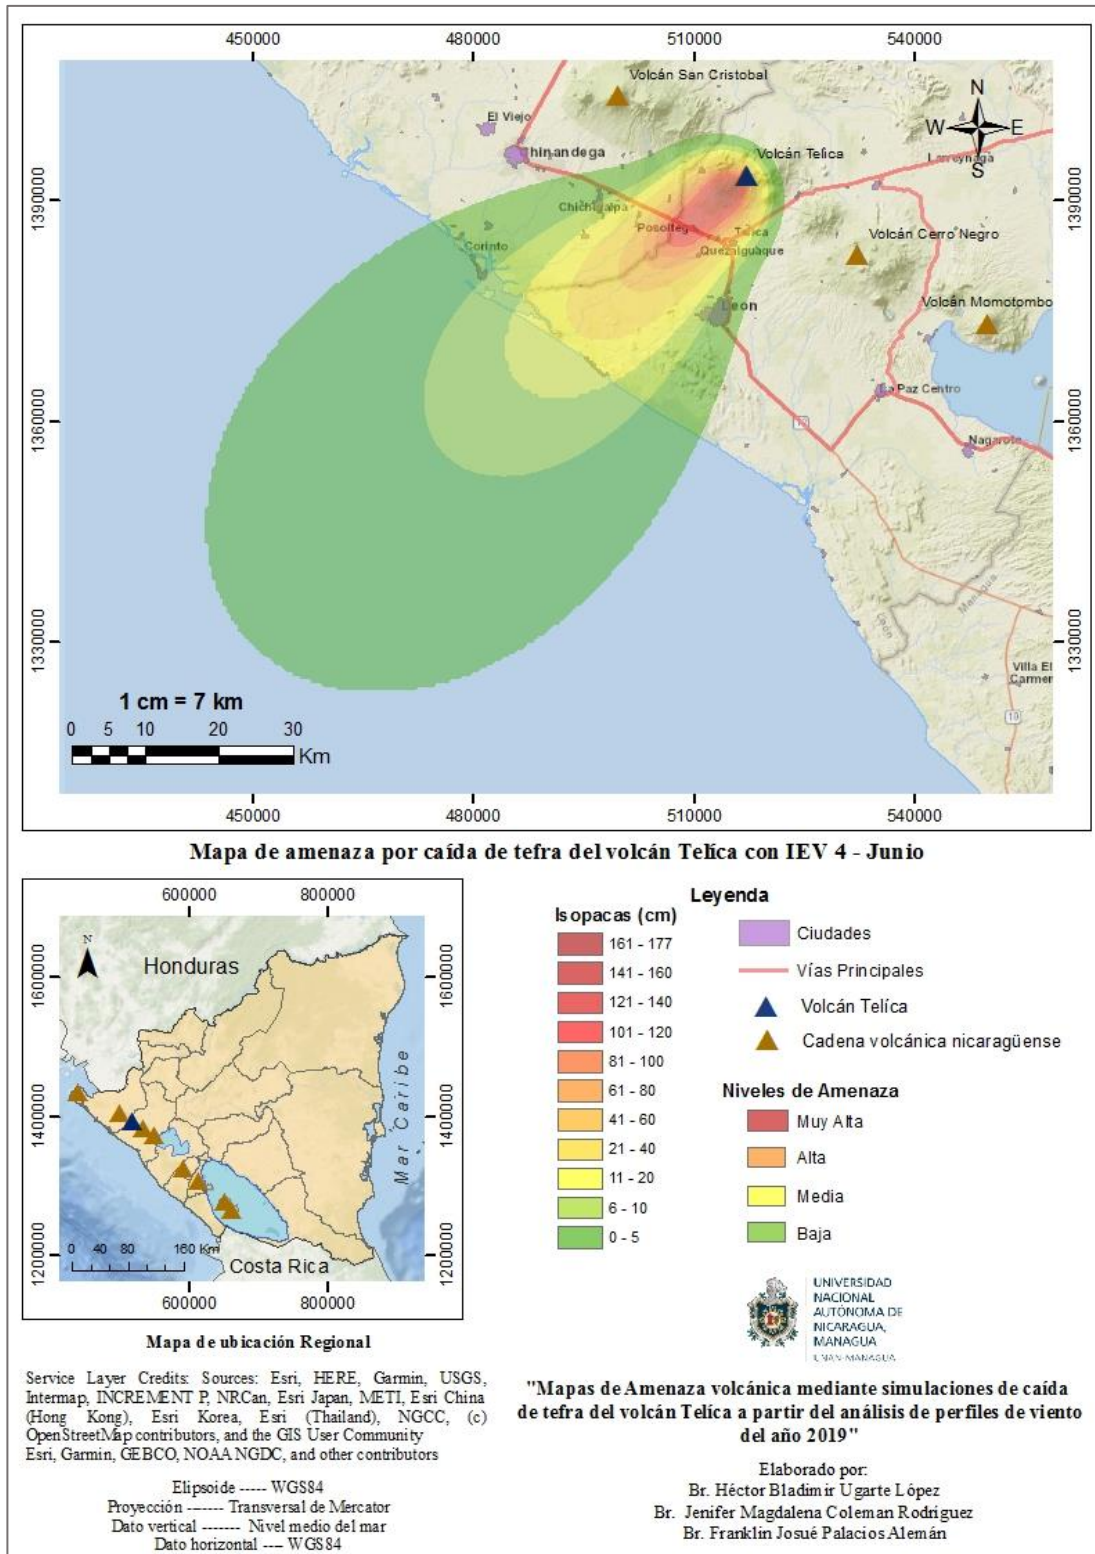 450000 480000 510000 540000
Volcán San Cristobal
N
El Viejo
W E
Volcán Telica
Larreynaga
S
1390000 1390000
Chichigalpa
Volcán Cerro Negro
Posoltega
Telica
Quezalguaque
Corinto
Leon
Volcán Momotombo
La Paz Centro
1360000 1360000
Nagarote
Managua
León
1330000 1330000
Villa El
Carmen
10
1 cm = 7 km
0 5 10 20 30
Km
450000 480000 510000 540000
Mapa de amenaza por caída de tefra del volcán Telíca con IEV 4 - Junio
600000 800000
N
Honduras
1600000 1600000
Mar Caribe
1400000 1400000
0 40 80 160 Km
Costa Rica
1200000 1200000
600000 800000
Mapa de ubicación Regional
Leyenda
Isopacas (cm)
161 - 177
141 - 160
121 - 140
101 - 120
81 - 100
61 - 80
41 - 60
21 - 40
11 - 20
6 - 10
0 - 5
Ciudades
Vías Principales
Volcán Telíca
Cadena volcánica nicaragüense
Niveles de Amenaza
Muy Alta
Alta
Media
Baja
UNIVERSIDAD
NACIONAL
AUTÓNOMA DE
NICARAGUA,
MANAGUA
UNAN-MANAGUA
Service Layer Credits: Sources: Esri, HERE, Garmin, USGS,
Intermap, INCREMENT P, NRCan, Esri Japan, METI, Esri China
(Hong Kong), Esri Korea, Esri (Thailand), NGCC, (c)
OpenStreetMap contributors, and the GIS User Community
Esri, Garmin, GEBCO, NOAA NGDC, and other contributors
Elipsoide ----- WGS84
Proyección ------- Transversal de Mercator
Dato vertical ------- Nivel medio del mar
Dato horizontal ---- WGS84
"Mapas de Amenaza volcánica mediante simulaciones de caída
de tefra del volcán Telíca a partir del análisis de perfiles de viento
del año 2019"
Elaborado por:
Br. Héctor Bladimir Ugarte López
Br. Jenifer Magdalena Coleman Rodríguez
Br. Franklin Josué Palacios Alemán